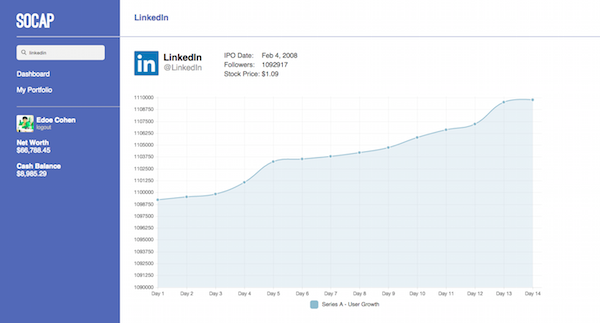 SOCAP
linkedin
Dashboard
My Portfolio
Edoe Cohen
logout
Net Worth
$66,788.45
Cash Balance
$8,985.29
LinkedIn
in
LinkedIn
@LinkedIn
IPO Date: Feb 4, 2008
Followers: 1092917
Stock Price: $1.09
1110000
1108750
1107500
1106250
1105000
1103750
1102500
1101250
1100000
1098750
1097500
1096250
1095000
1093750
1092500
1091250
1090000
Day 1 Day 2 Day 3 Day 4 Day 5 Day 6 Day 7 Day 8 Day 9 Day 10 Day 11 Day 12 Day 13 Day 14
Series A - User Growth